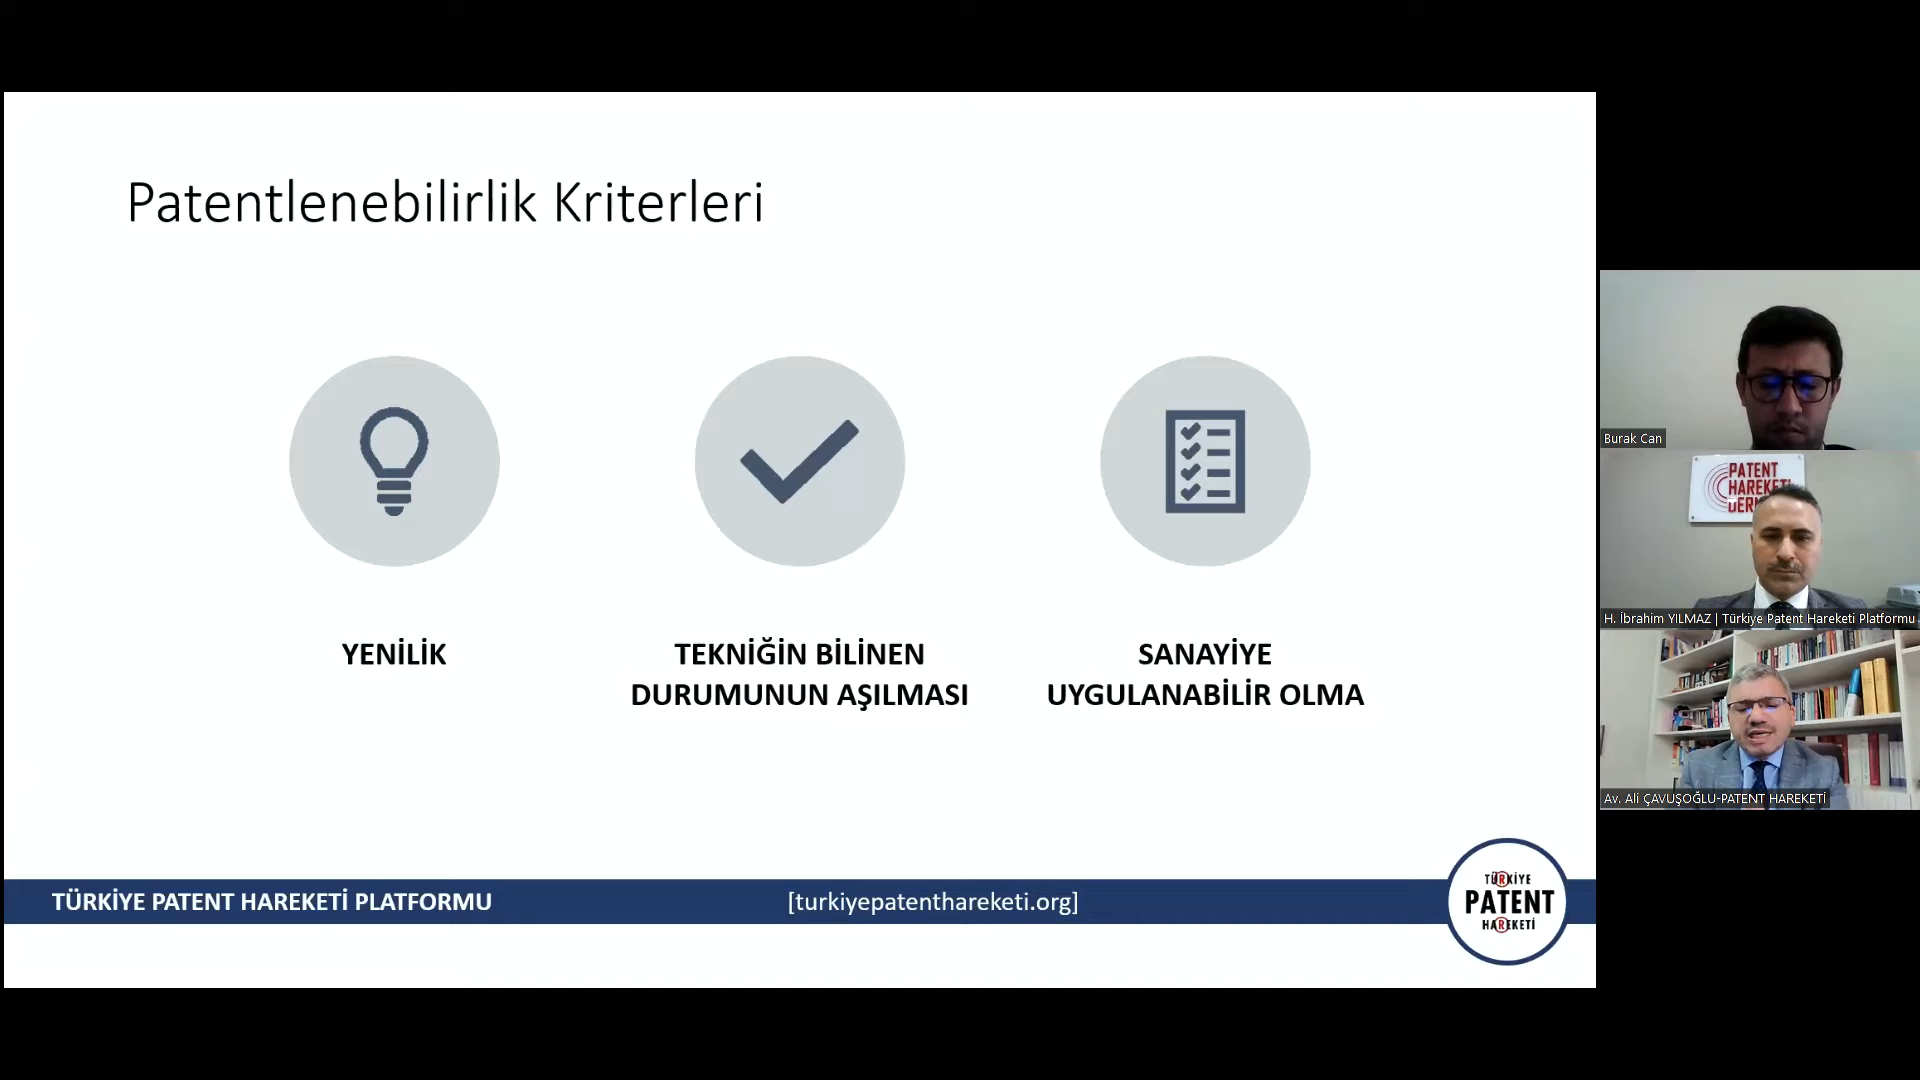 Patentlenebilirlik Kriterleri
YENİLİK
TEKNİĞİN BİLİNEN
DURUMUNUN AŞILMASI
SANAYİYE
UYGULANABİLİR OLMA
TÜRKİYE PATENT HAREKETİ PLATFORMU
[turkiyepatenthareketi.org]
TÜRKİYE
PATENT
HAREKETİ
Burak Can
PATENT
HAREKETİ
DER
H. İbrahim YILMAZ | Türkiye Patent Hareketi Platformu
Av. Ali ÇAVUŞOĞLU-PATENT HAREKETİ